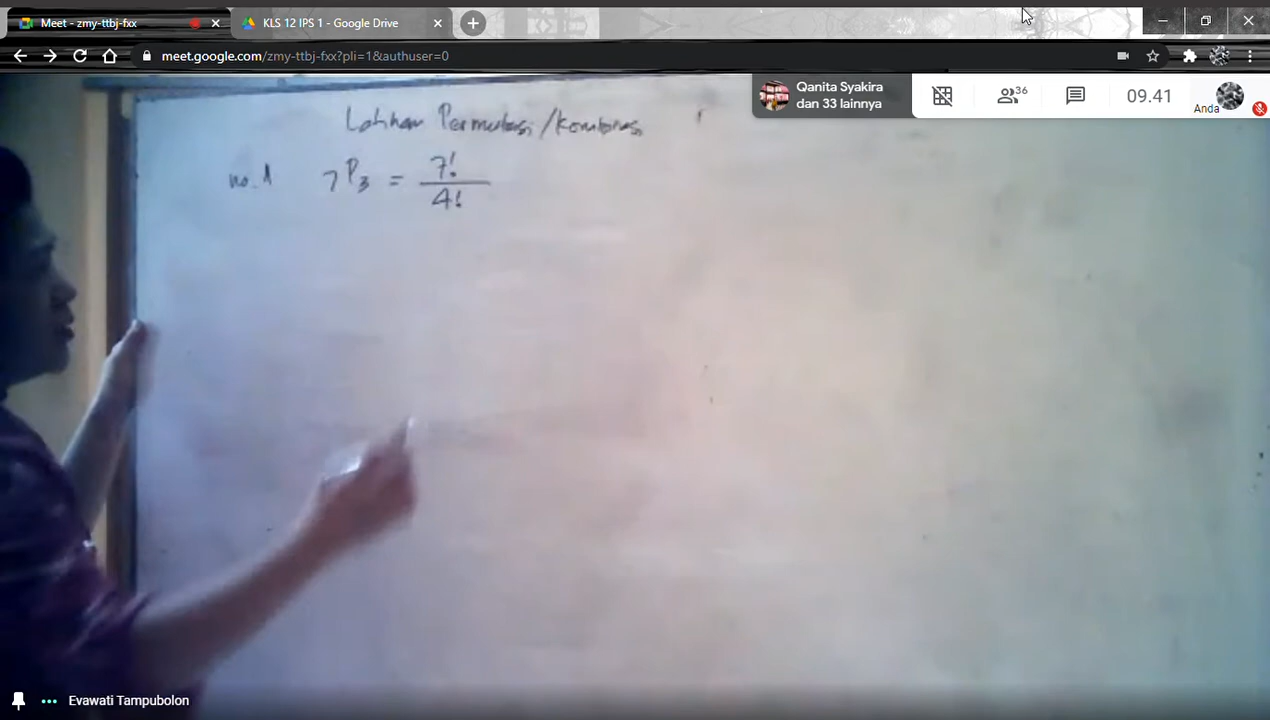 Meet - zmy-ttbj-fxx
KLS 12 IPS 1 - Google Drive
meet.google.com/zmy-ttbj-fxx?pli=1&authuser=0
Qanita Syakira
dan 33 lainnya
36
09.41
Anda
Latihan Permutasi/Kombinasi
no. 1 7P3 = 7!/4!
Evawati Tampubolon